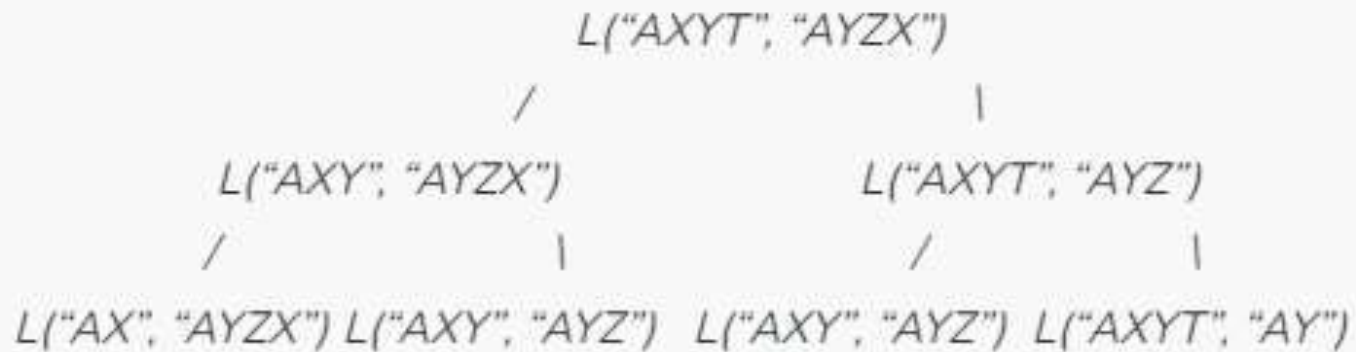 L(“AXYT”, “AYZX”)
/ \
L(“AXY”, “AYZX”) L(“AXYT”, “AYZ”)
/ \ / \
L(“AX”, “AYZX”) L(“AXY”, “AYZ”) L(“AXY”, “AYZ”) L(“AXYT”, “AY”)